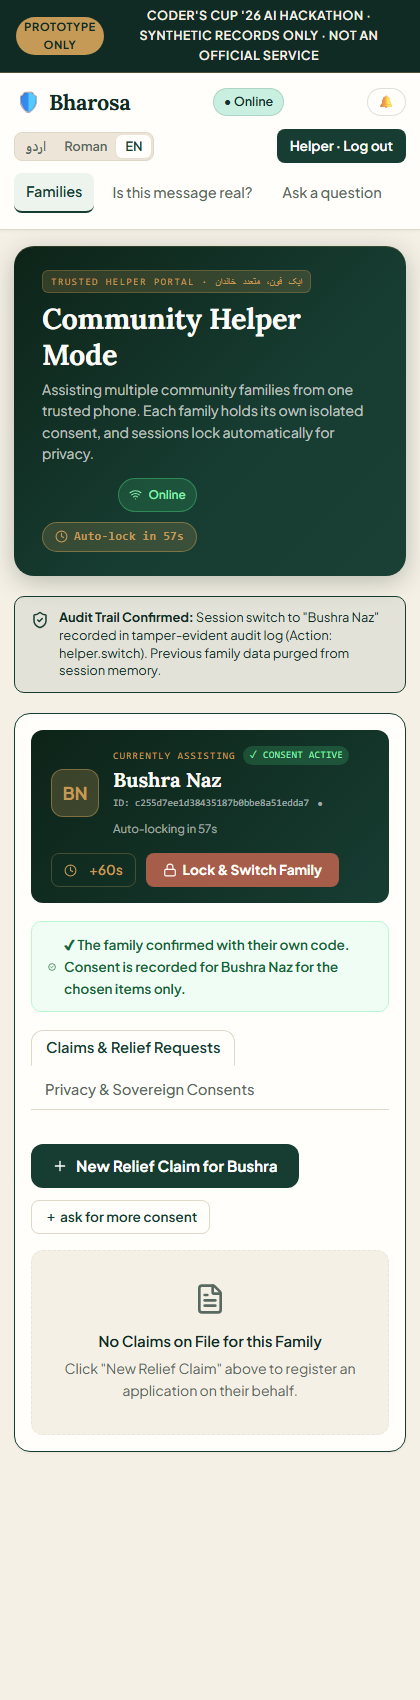 PROTOTYPE
ONLY
CODER'S CUP '26 AI HACKATHON ·
SYNTHETIC RECORDS ONLY · NOT AN
OFFICIAL SERVICE
Bharosa
● Online
اردو
Roman
EN
Helper · Log out
Families
Is this message real?
Ask a question
TRUSTED HELPER PORTAL · ایک فون، متعدد خاندان
Community Helper
Mode
Assisting multiple community families from one
trusted phone. Each family holds its own isolated
consent, and sessions lock automatically for
privacy.
Online
Auto-lock in 57s
Audit Trail Confirmed: Session switch to "Bushra Naz"
recorded in tamper-evident audit log (Action:
helper.switch). Previous family data purged from
session memory.
CURRENTLY ASSISTING
✓ CONSENT ACTIVE
BN
Bushra Naz
ID: c255d7ee1d38435187b0bbe8a51edda7 ●
Auto-locking in 57s
+60s
Lock & Switch Family
✓ The family confirmed with their own code.
Consent is recorded for Bushra Naz for the
chosen items only.
Claims & Relief Requests
Privacy & Sovereign Consents
+ New Relief Claim for Bushra
+ ask for more consent
No Claims on File for this Family
Click "New Relief Claim" above to register an
application on their behalf.